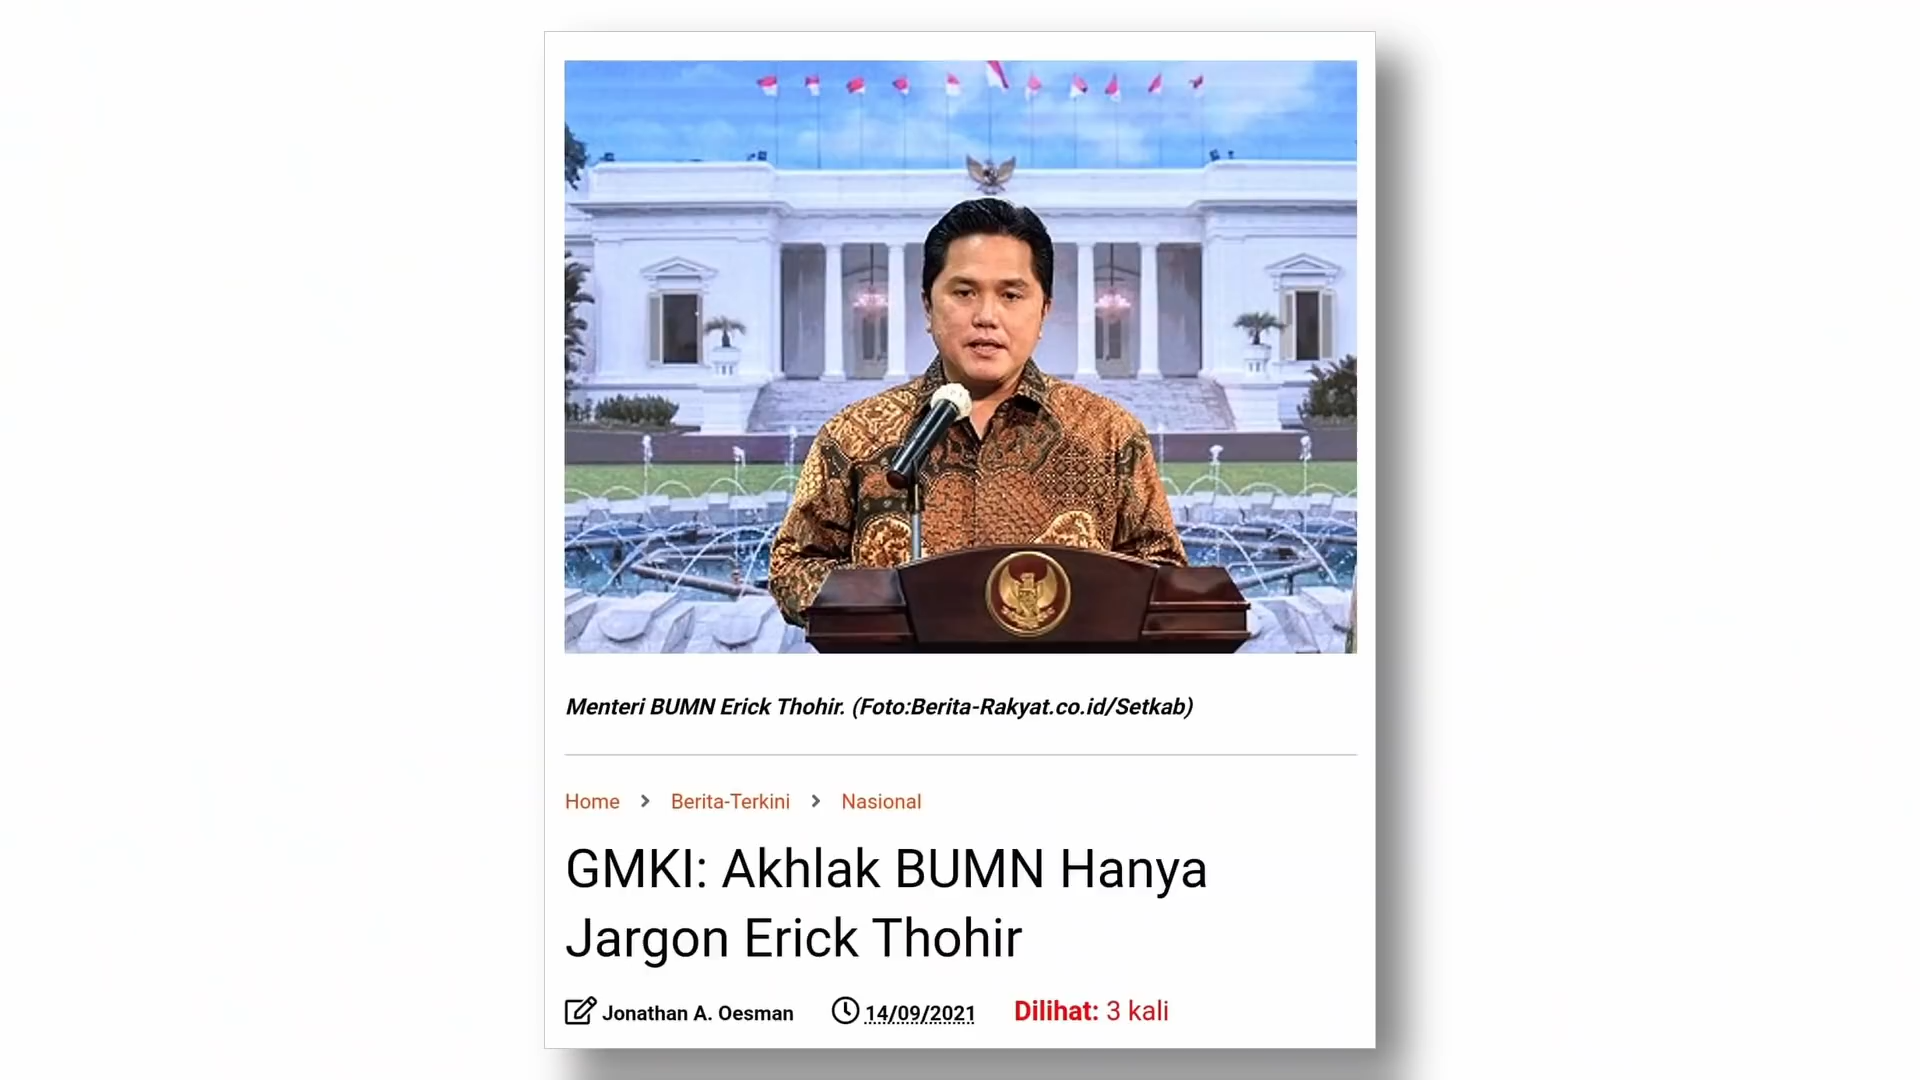 Menteri BUMN Erick Thohir. (Foto:Berita-Rakyat.co.id/Setkab)
Home > Berita-Terkini > Nasional
GMKI: Akhlak BUMN Hanya
Jargon Erick Thohir
Jonathan A. Oesman 14/09/2021 Dilihat: 3 kali